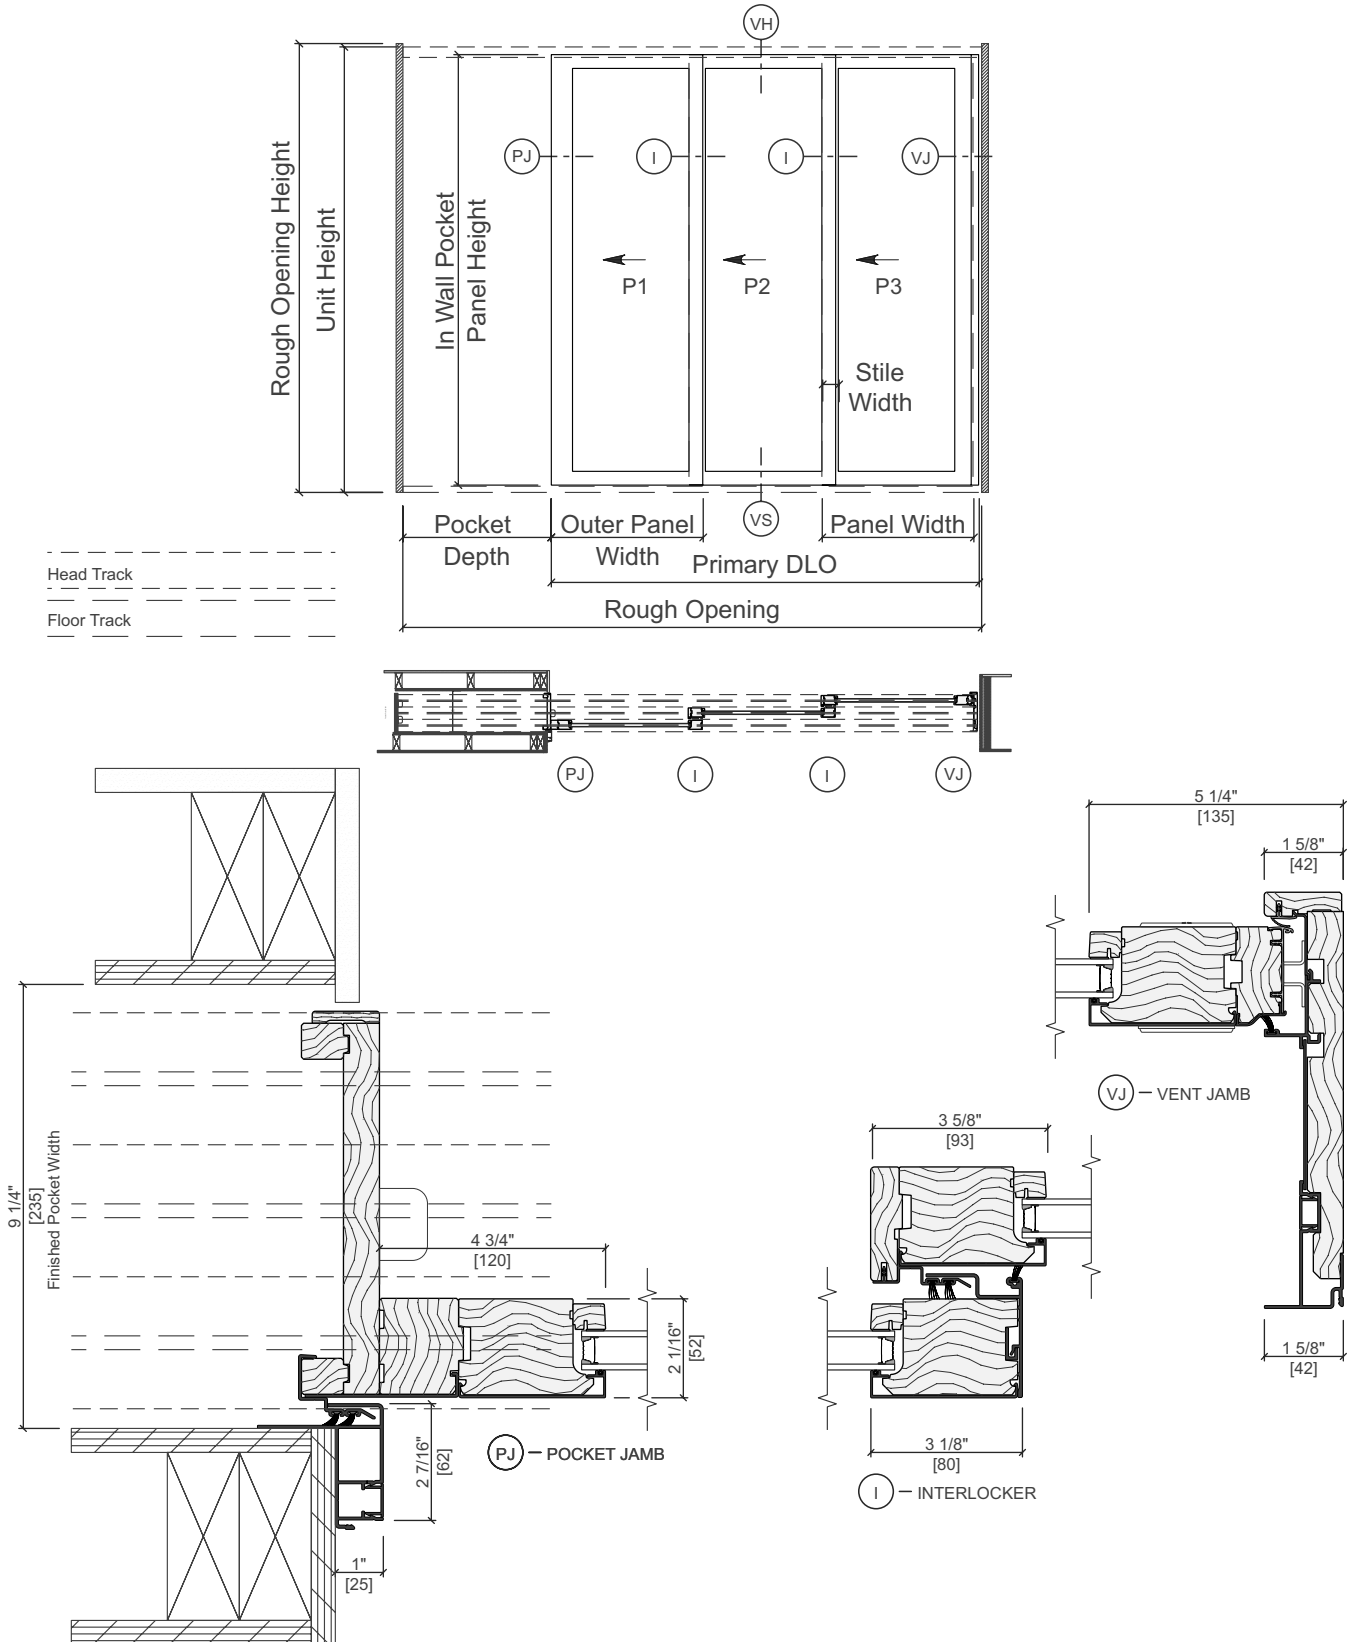 VH
PJ
I
I
VJ
Rough Opening Height
Unit Height
In Wall Pocket
Panel Height
P1
P2
P3
Stile
Width
VS
Pocket
Depth
Outer Panel
Width
Panel Width
Primary DLO
Rough Opening
Head Track
Floor Track
PJ
I
I
VJ
5 1/4"
[135]
1 5/8"
[42]
VJ – VENT JAMB
1 5/8"
[42]
9 1/4"
[235]
Finished Pocket Width
4 3/4"
[120]
2 1/16"
[52]
2 7/16"
[62]
1"
[25]
PJ – POCKET JAMB
3 5/8"
[93]
3 1/8"
[80]
I – INTERLOCKER